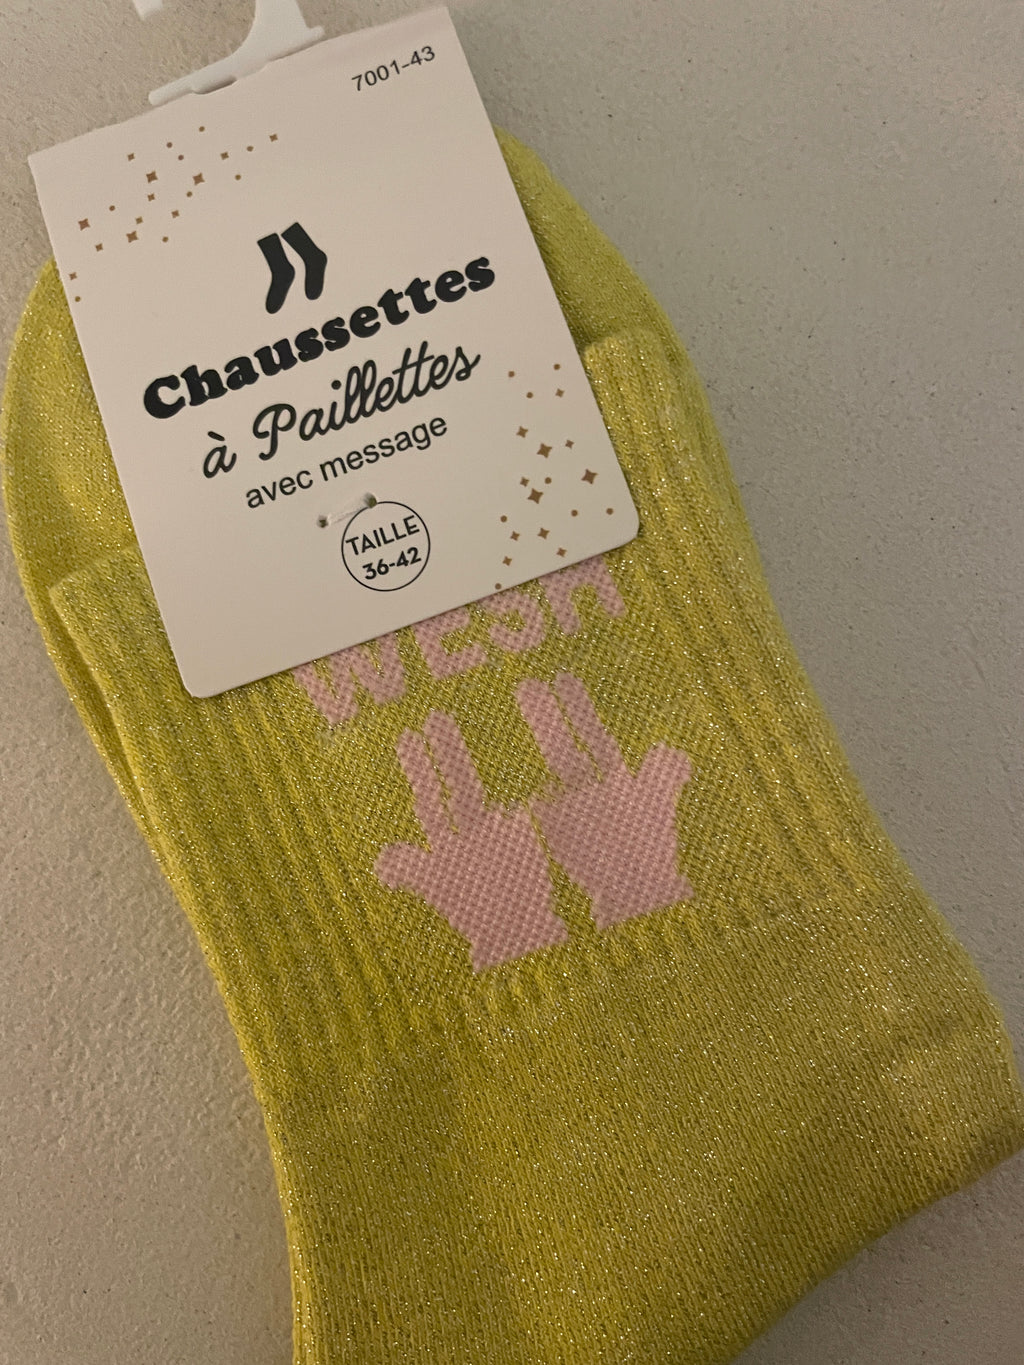 7001-43
Chaussettes
à Paillettes
avec message
TAILLE
36-42
WESH